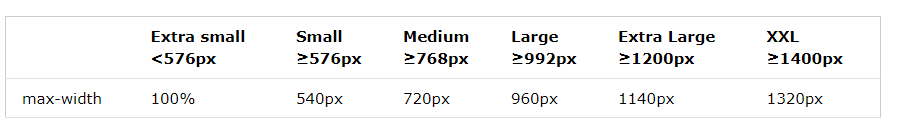 Extra small Small Medium Large Extra Large XXL
<576px ≥576px ≥768px ≥992px ≥1200px ≥1400px
max-width 100% 540px 720px 960px 1140px 1320px